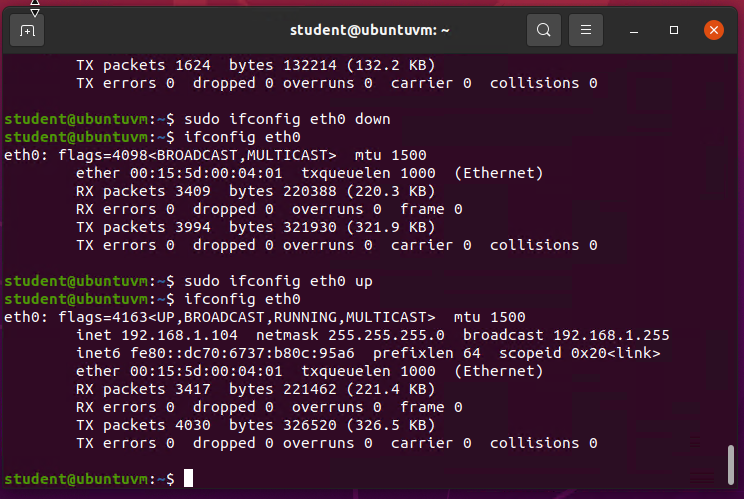 student@ubuntuvm: ~
TX packets 1624  bytes 132214 (132.2 KB)
TX errors 0  dropped 0 overruns 0  carrier 0  collisions 0
student@ubuntuvm:~$ sudo ifconfig eth0 down
student@ubuntuvm:~$ ifconfig eth0
eth0: flags=4098<BROADCAST,MULTICAST>  mtu 1500
ether 00:15:5d:00:04:01  txqueuelen 1000  (Ethernet)
RX packets 3409  bytes 220388 (220.3 KB)
RX errors 0  dropped 0  overruns 0  frame 0
TX packets 3994  bytes 321930 (321.9 KB)
TX errors 0  dropped 0 overruns 0  carrier 0  collisions 0
student@ubuntuvm:~$ sudo ifconfig eth0 up
student@ubuntuvm:~$ ifconfig eth0
eth0: flags=4163<UP,BROADCAST,RUNNING,MULTICAST>  mtu 1500
inet 192.168.1.104  netmask 255.255.255.0  broadcast 192.168.1.255
inet6 fe80::dc70:6737:b80c:95a6  prefixlen 64  scopeid 0x20<link>
ether 00:15:5d:00:04:01  txqueuelen 1000  (Ethernet)
RX packets 3417  bytes 221462 (221.4 KB)
RX errors 0  dropped 0  overruns 0  frame 0
TX packets 4030  bytes 326520 (326.5 KB)
TX errors 0  dropped 0 overruns 0  carrier 0  collisions 0
student@ubuntuvm:~$